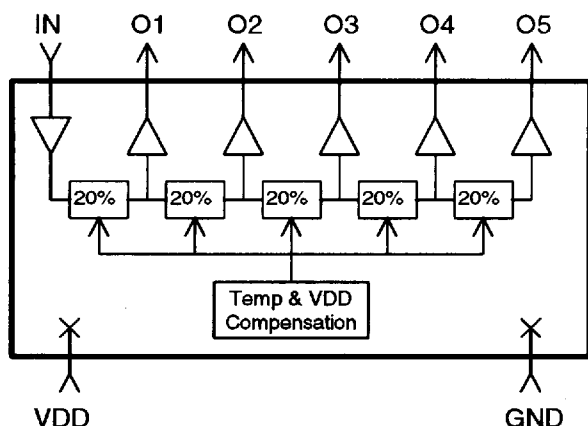 IN O1 O2 O3 O4 O5
20% 20% 20% 20% 20%
Temp & VDD
Compensation
VDD GND